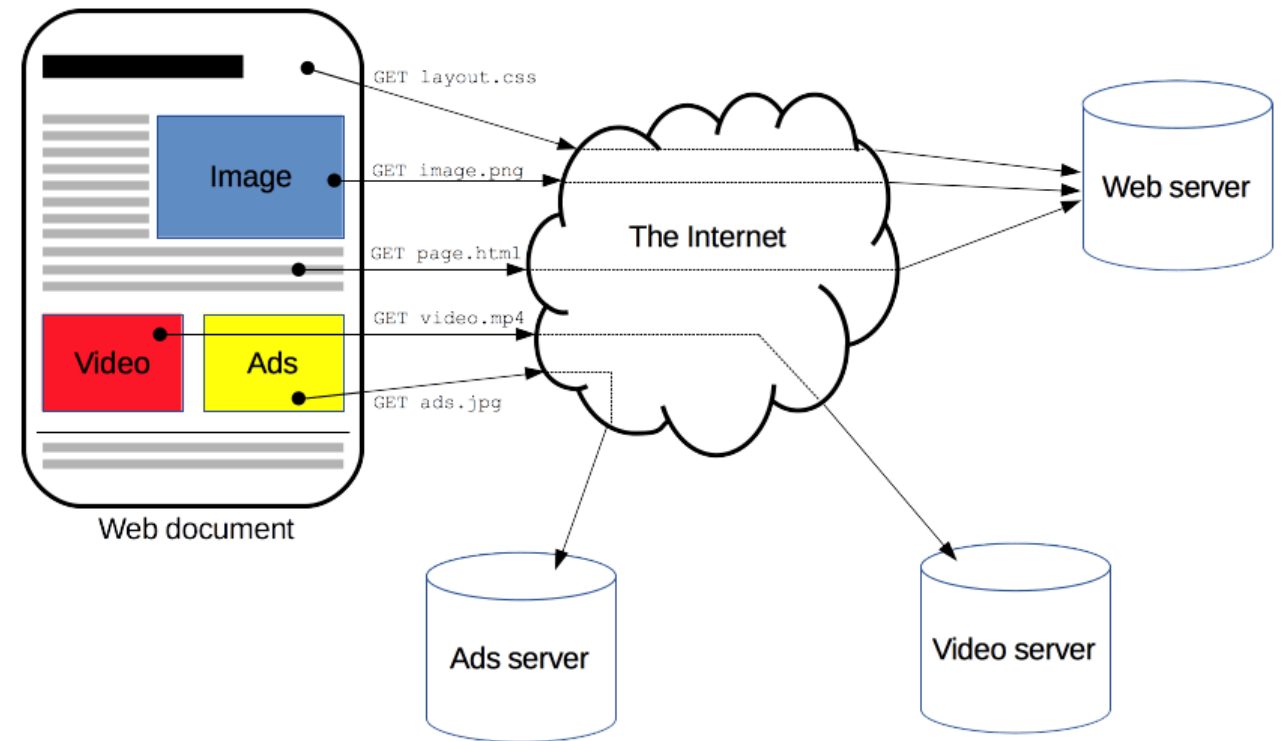 GET layout.css
Image
GET image.png
Web server
The Internet
GET page.html
GET video.mp4
Video
Ads
GET ads.jpg
Web document
Ads server
Video server